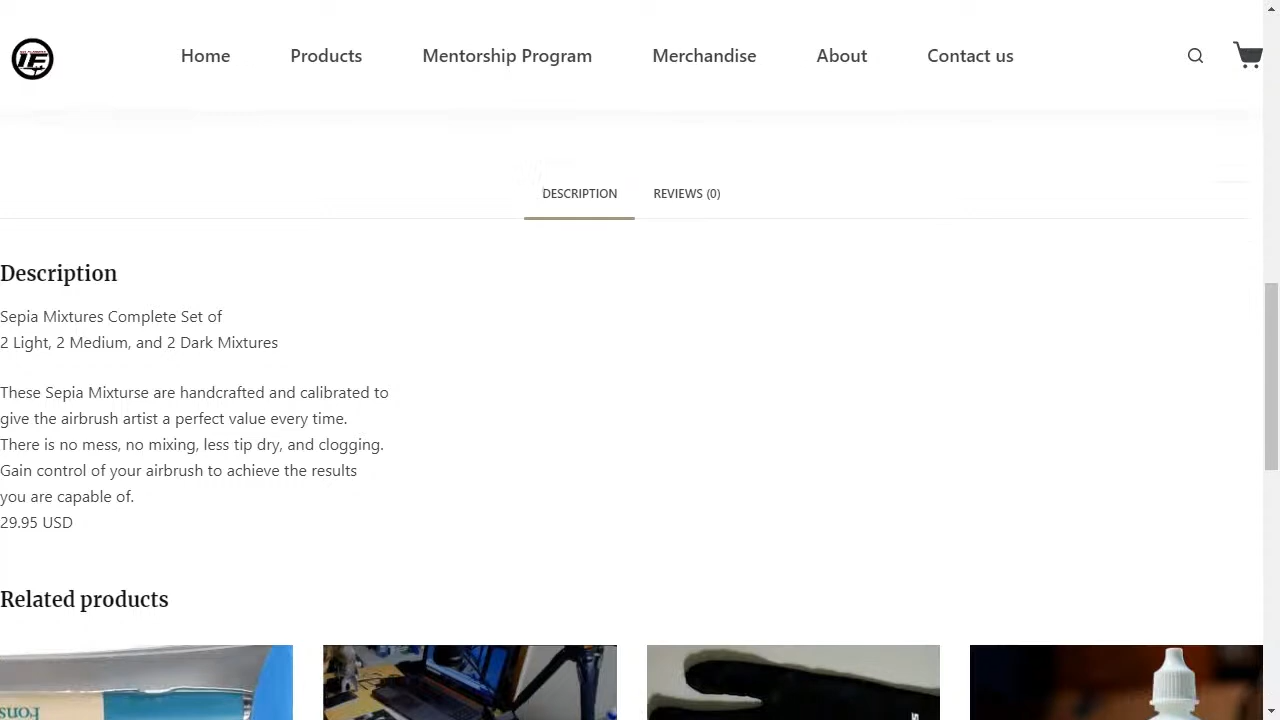 IF
Home
Products
Mentorship Program
Merchandise
About
Contact us
DESCRIPTION
REVIEWS (0)
Description
Sepia Mixtures Complete Set of
2 Light, 2 Medium, and 2 Dark Mixtures
These Sepia Mixturse are handcrafted and calibrated to
give the airbrush artist a perfect value every time.
There is no mess, no mixing, less tip dry, and clogging.
Gain control of your airbrush to achieve the results
you are capable of.
29.95 USD
Related products